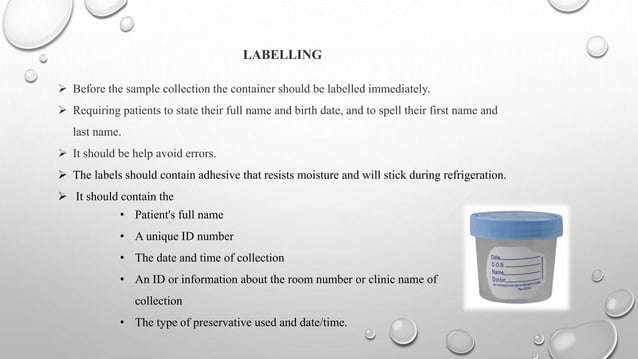 LABELLING
➢ Before the sample collection the container should be labelled immediately.
➢ Requiring patients to state their full name and birth date, and to spell their first name and
last name.
➢ It should be help avoid errors.
➢ The labels should contain adhesive that resists moisture and will stick during refrigeration.
➢ It should contain the
• Patient's full name
• A unique ID number
• The date and time of collection
• An ID or information about the room number or clinic name of
collection
• The type of preservative used and date/time.
Date
D.O.B.
Name
Doctor